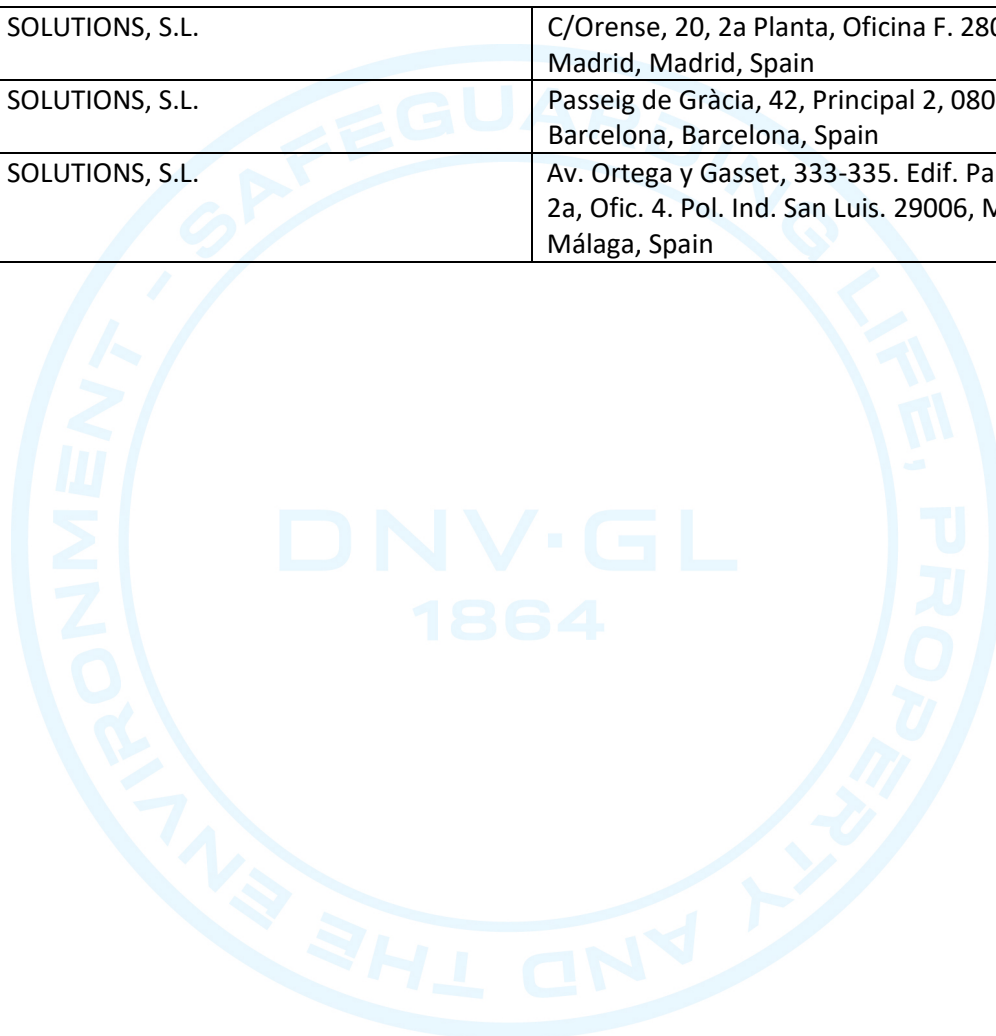 SOLUTIONS, S.L.
C/Orense, 20, 2a Planta, Oficina F. 280
Madrid, Madrid, Spain
SOLUTIONS, S.L.
Passeig de Gràcia, 42, Principal 2, 080
Barcelona, Barcelona, Spain
SOLUTIONS, S.L.
Av. Ortega y Gasset, 333-335. Edif. Pa
2a, Ofic. 4. Pol. Ind. San Luis. 29006,
Málaga, Spain
SAFEGUARDING LIFE, PROPERTY AND THE ENVIRONMENT -
DNV·GL
1864